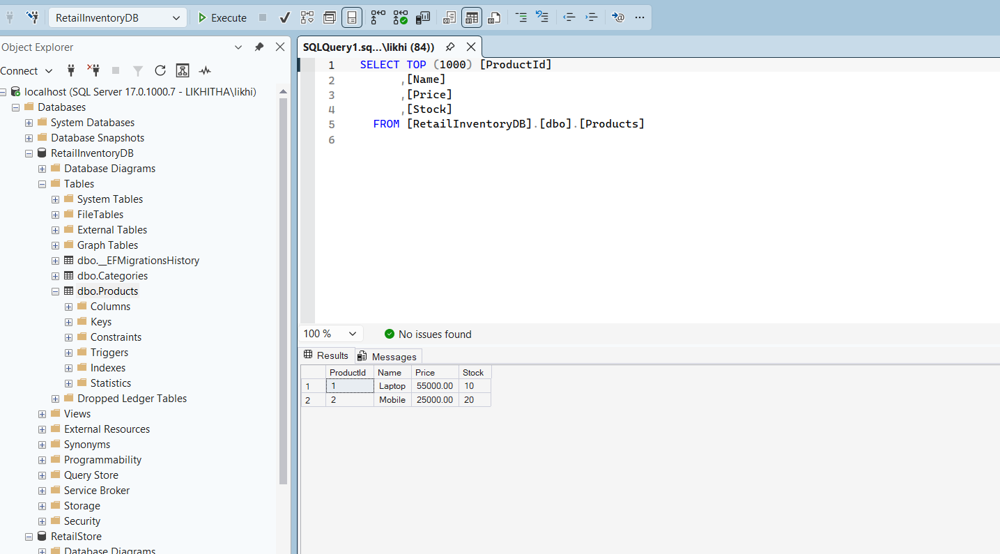 RetailInventoryDB
Execute
Object Explorer
Connect
localhost (SQL Server 17.0.1000.7 - LIKHITHA\likhi)
Databases
System Databases
Database Snapshots
RetailInventoryDB
Database Diagrams
Tables
System Tables
FileTables
External Tables
Graph Tables
dbo.__EFMigrationsHistory
dbo.Categories
dbo.Products
Columns
Keys
Constraints
Triggers
Indexes
Statistics
Dropped Ledger Tables
Views
External Resources
Synonyms
Programmability
Query Store
Service Broker
Storage
Security
RetailStore
Database Diagrams
SQLQuery1.sq...\likhi (84))
1 SELECT TOP (1000) [ProductId]
2 ,[Name]
3 ,[Price]
4 ,[Stock]
5 FROM [RetailInventoryDB].[dbo].[Products]
6
100 % No issues found
Results Messages
ProductId Name Price Stock
1 1 Laptop 55000.00 10
2 2 Mobile 25000.00 20